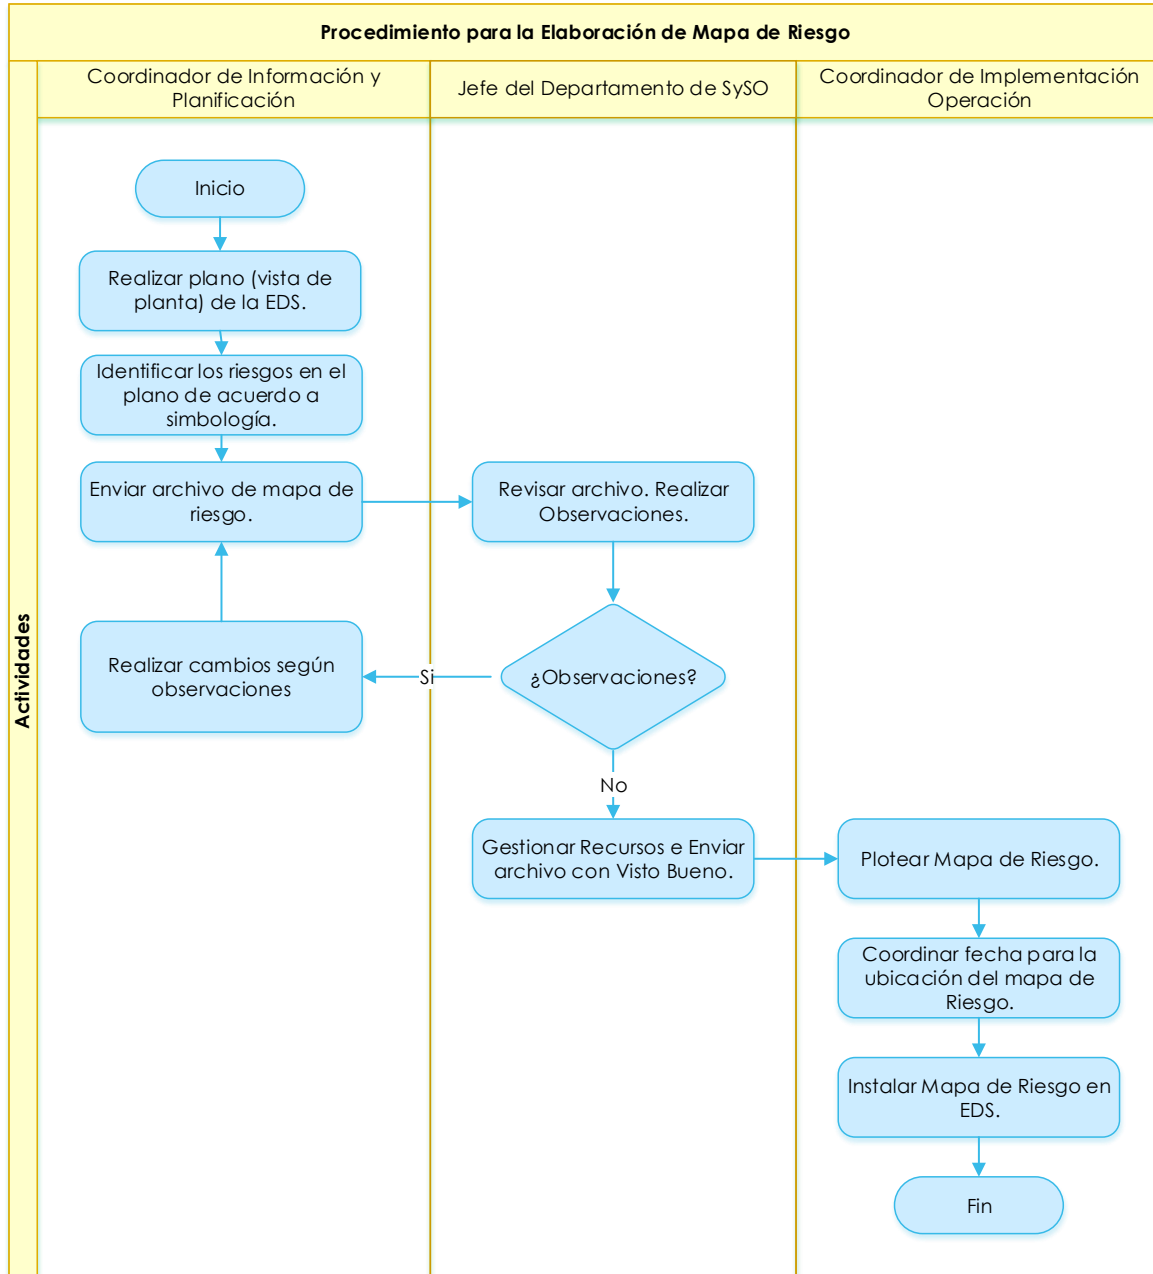 Procedimiento para la Elaboración de Mapa de Riesgo
Coordinador de Información y
Planificación
Jefe del Departamento de SySO
Coordinador de Implementación
Operación
Actividades
Inicio
Realizar plano (vista de
planta) de la EDS.
Identificar los riesgos en el
plano de acuerdo a
simbología.
Enviar archivo de mapa de
riesgo.
Revisar archivo. Realizar
Observaciones.
¿Observaciones?
Si
Realizar cambios según
observaciones
No
Gestionar Recursos e Enviar
archivo con Visto Bueno.
Plotear Mapa de Riesgo.
Coordinar fecha para la
ubicación del mapa de
Riesgo.
Instalar Mapa de Riesgo en
EDS.
Fin